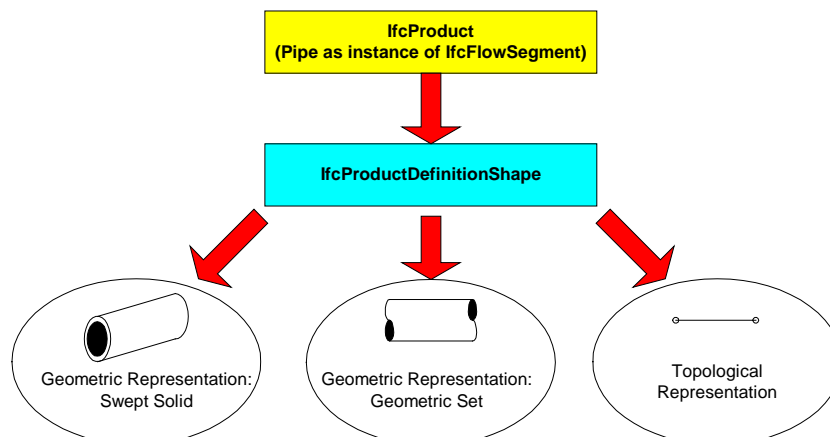 IfcProduct
(Pipe as instance of IfcFlowSegment)
IfcProductDefinitionShape
Geometric Representation:
Swept Solid
Geometric Representation:
Geometric Set
Topological
Representation